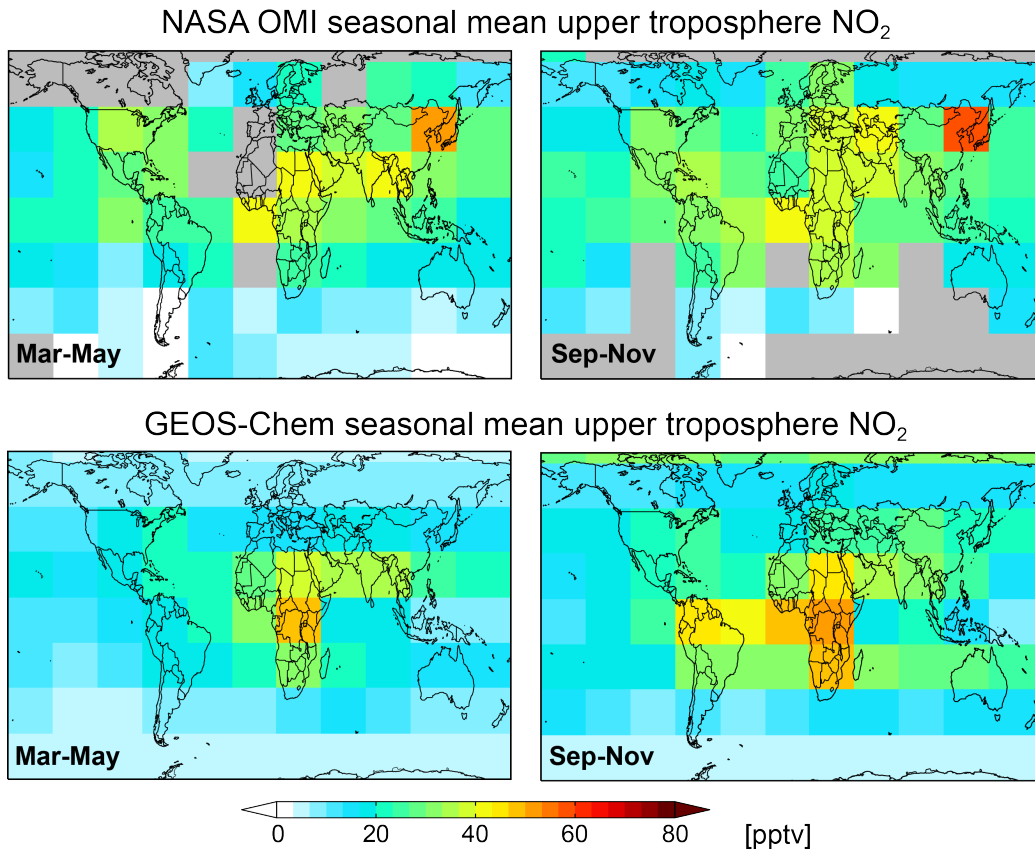 NASA OMI seasonal mean upper troposphere NO₂
Mar-May
Sep-Nov
GEOS-Chem seasonal mean upper troposphere NO₂
Mar-May
Sep-Nov
0 20 40 60 80 [pptv]